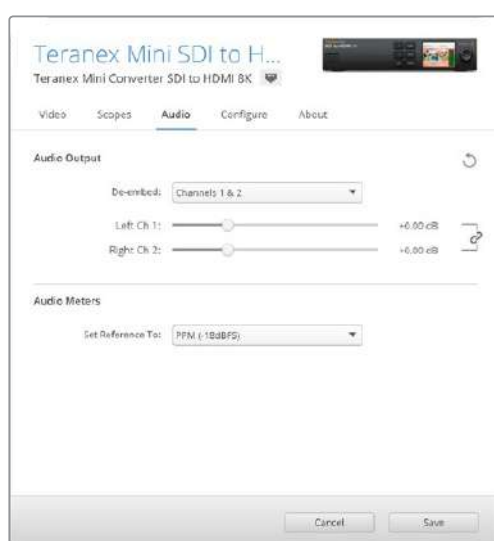 Teranex Mini SDI to H...
Teranex Mini Converter SDI to HDMI 8K
Video Scopes Audio Configure About
Audio Output
De-embed: Channels 1 & 2
Left Ch 1: +0.00 dB
Right Ch 2: +0.00 dB
Audio Meters
Set Reference To: PPM (-18dBFS)
Cancel Save